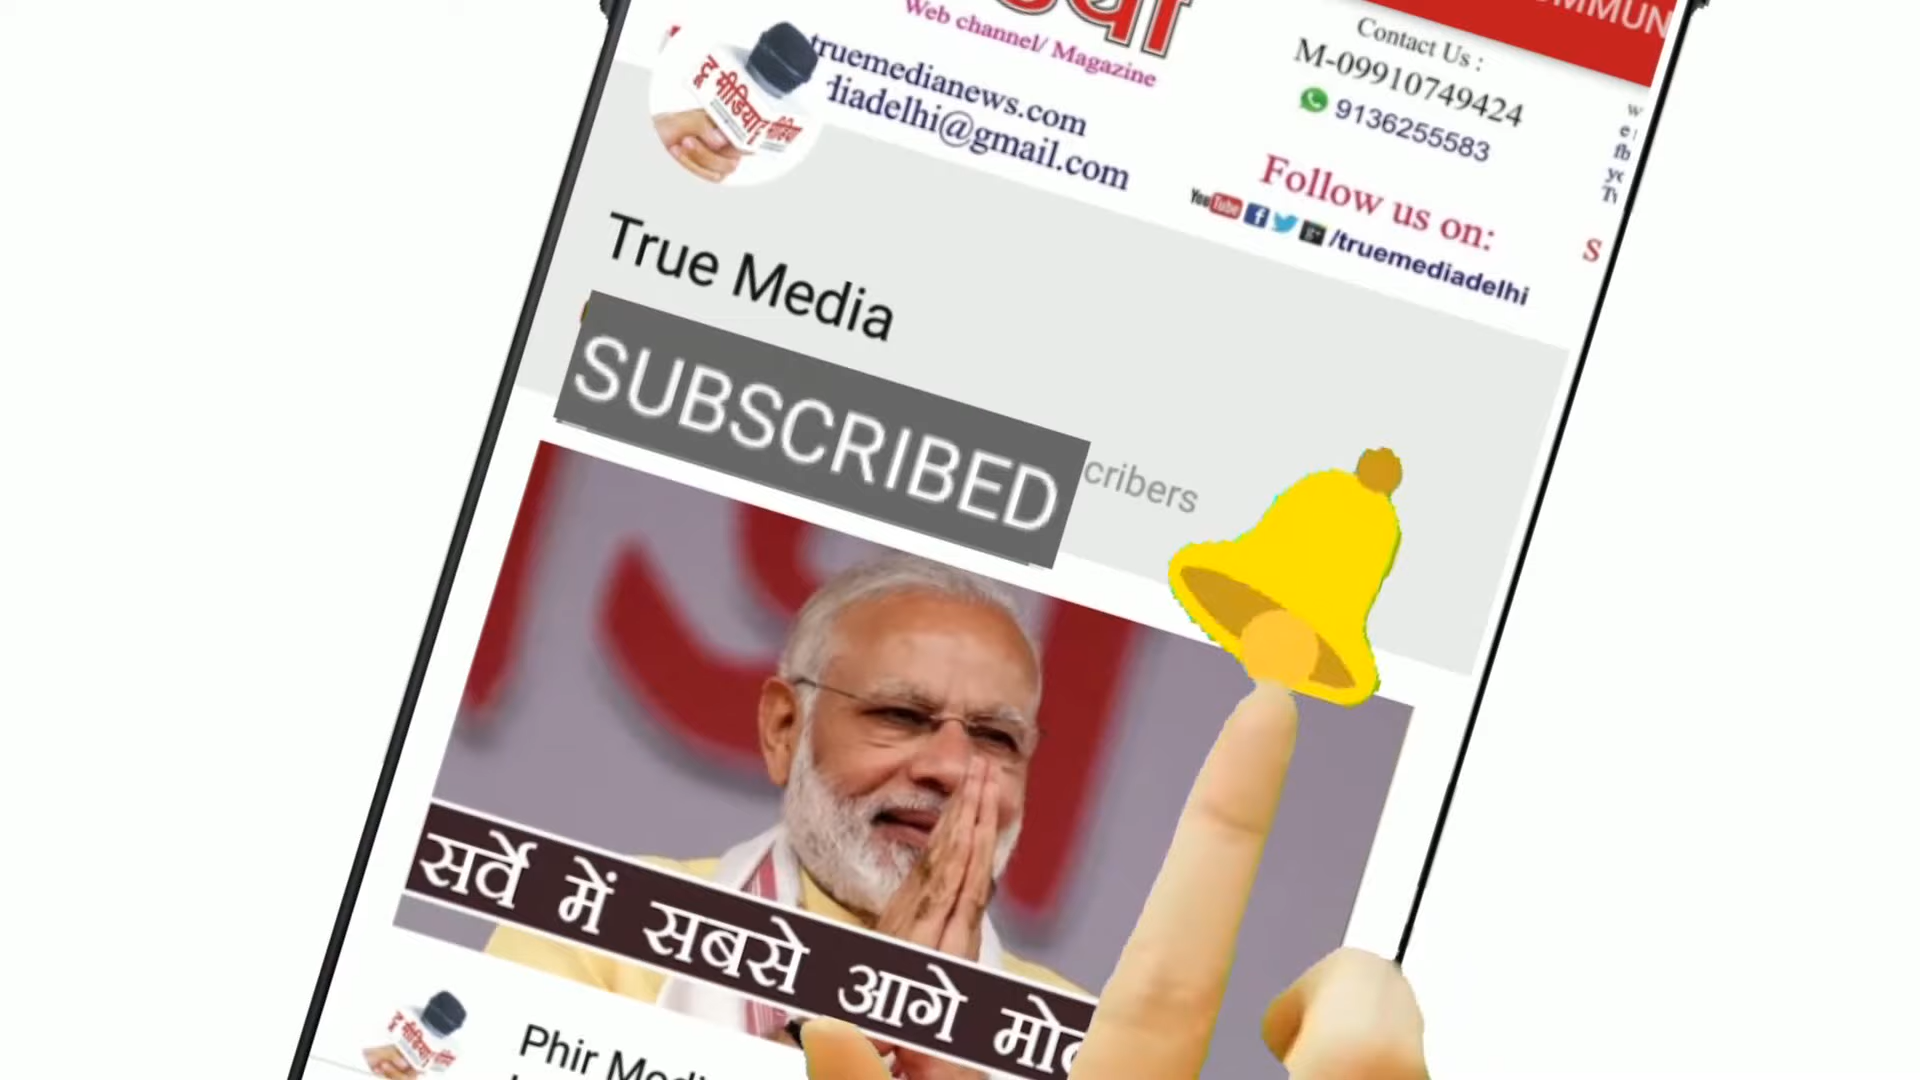 Web channel/ Magazine
truemedianews.com
diadelhi@gmail.com
Contact Us :
M-09910749424
9136255583
Follow us on:
YouTube
/truemediadelhi
ट्रू मीडिया
True Media
SUBSCRIBED
cribers
सर्वे में सबसे आगे
Phir